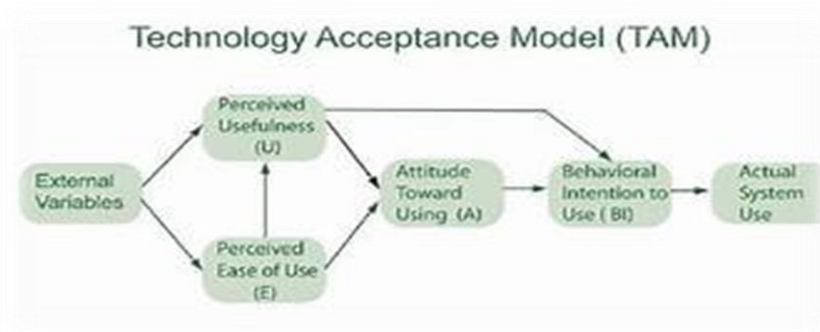 Technology Acceptance Model (TAM)
Perceived
Usefulness
(U)
External
Variables
Perceived
Ease of Use
(E)
Attitude
Toward
Using (A)
Behavioral
Intention to
Use ( BI)
Actual
System
Use